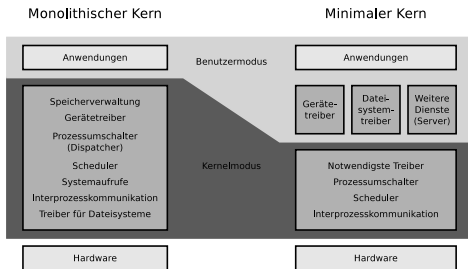 Monolithischer Kern
Minimaler Kern
Anwendungen
Benutzermodus
Anwendungen
Speicherverwaltung
Gerätetreiber
Prozessumschalter
(Dispatcher)
Scheduler
Systemaufrufe
Interprozesskommunikation
Treiber für Dateisysteme
Kernelmodus
Geräte-
treiber
Datei-
system-
treiber
Weitere
Dienste
(Server)
Notwendigste Treiber
Prozessumschalter
Scheduler
Interprozesskommunikation
Hardware
Hardware